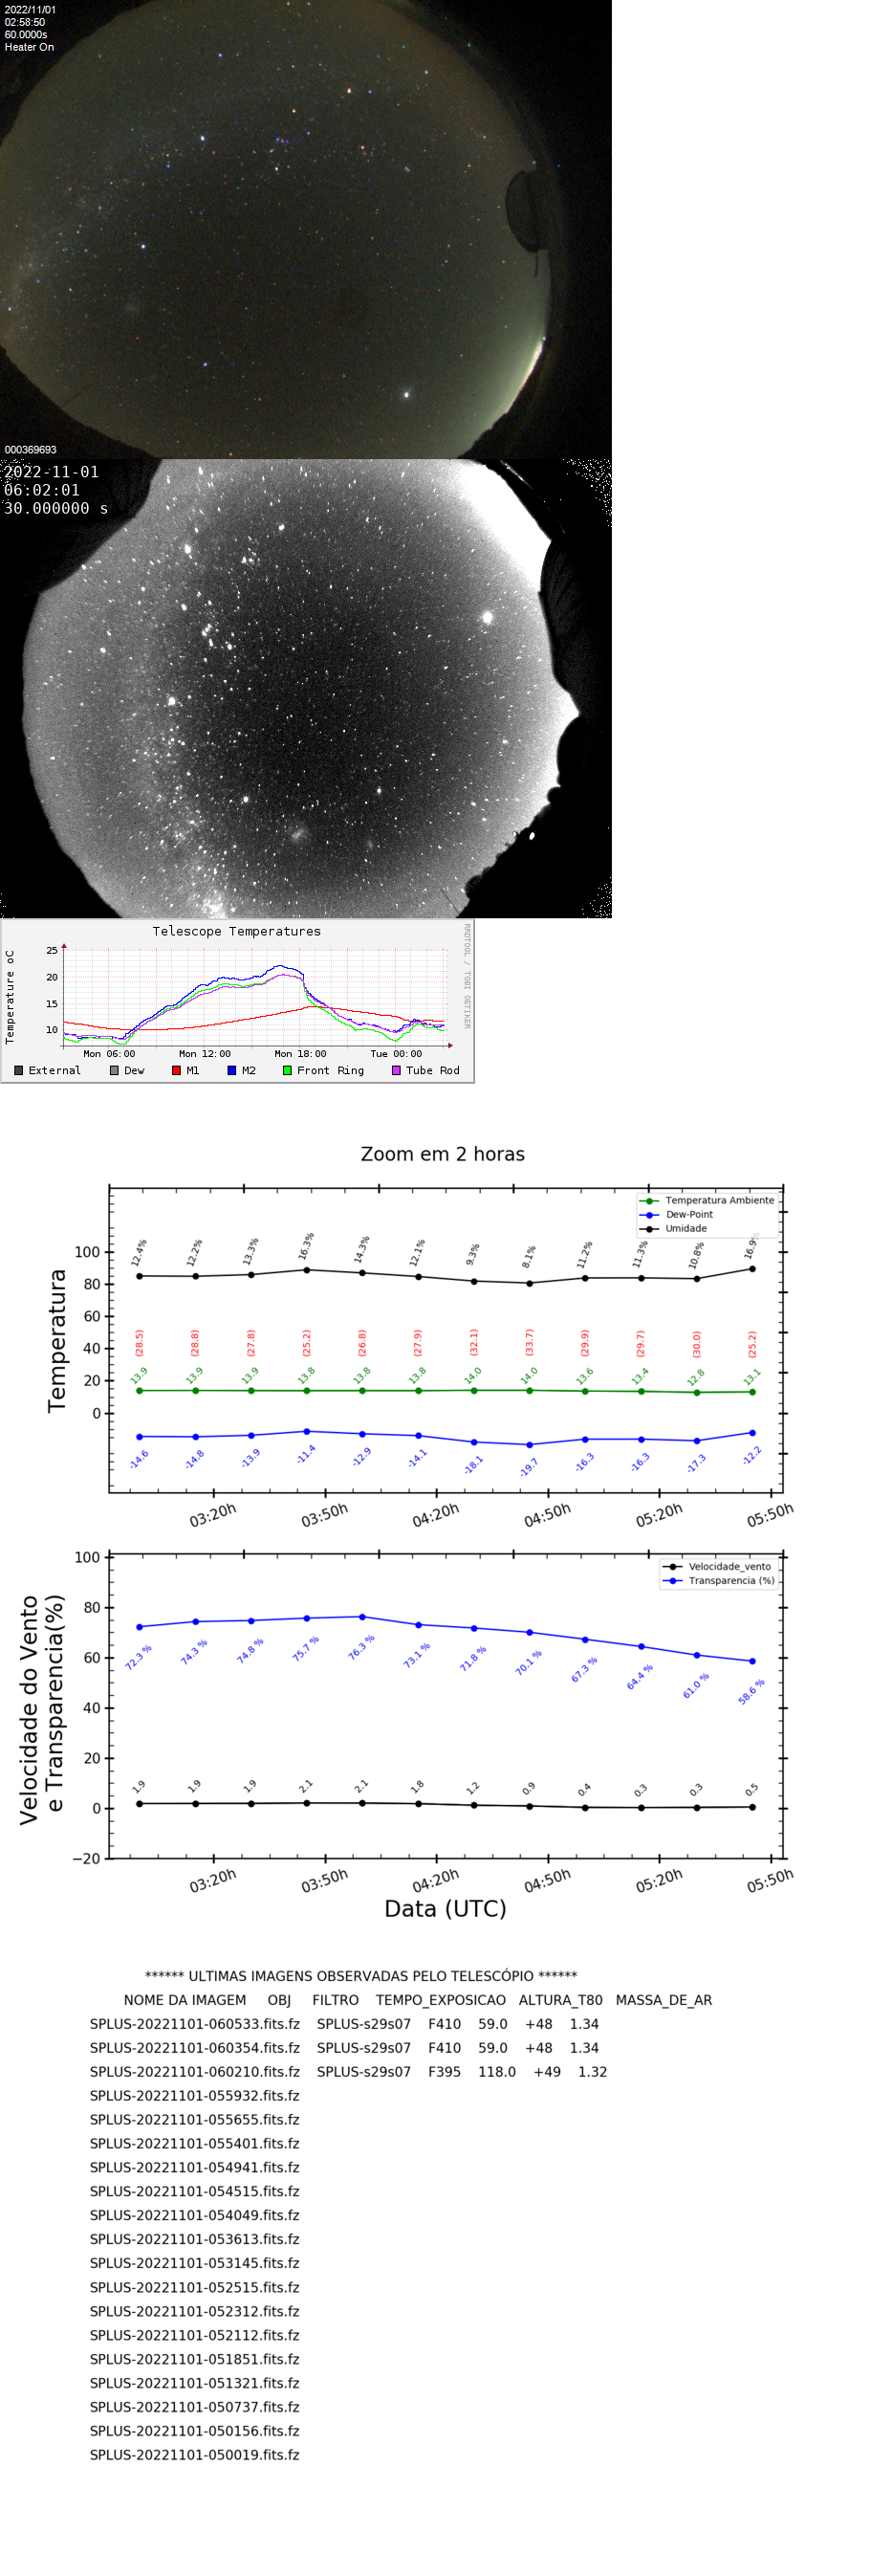 2022/11/01
02:58:50
60.0000s
Heater On
000369693
2022-11-01
06:02:01
30.000000 s
Telescope Temperatures
RRDTOOL / TOBI OETIKER
Temperature oC
25
20
15
10
Mon 06:00 Mon 12:00 Mon 18:00 Tue 00:00
External Dew M1 M2 Front Ring Tube Rod
Zoom em 2 horas
Temperatura Ambiente
Dew-Point
Umidade
Temperatura
100
80
60
40
20
0
12.4% 12.2% 13.3% 16.3% 14.3% 12.1% 9.3% 8.1% 11.2% 11.3% 10.8% 16.9%
(28.5) (28.8) (27.8) (25.2) (26.8) (27.9) (32.1) (33.7) (29.9) (29.7) (30.0) (25.2)
13.9 13.9 13.9 13.8 13.8 13.8 14.0 14.0 13.6 13.4 12.8 13.1
-14.6 -14.8 -13.9 -11.4 -12.9 -14.1 -18.1 -19.7 -16.3 -16.3 -17.3 -12.2
03:20h 03:50h 04:20h 04:50h 05:20h 05:50h
Velocidade_vento
Transparencia (%)
Velocidade do Vento
e Transparencia(%)
100
80
60
40
20
0
−20
72.3 % 74.3 % 74.8 % 75.7 % 76.3 % 73.1 % 71.8 % 70.1 % 67.3 % 64.4 % 61.0 % 58.6 %
1.9 1.9 1.9 2.1 2.1 1.8 1.2 0.9 0.4 0.3 0.3 0.5
03:20h 03:50h 04:20h 04:50h 05:20h 05:50h
Data (UTC)
****** ULTIMAS IMAGENS OBSERVADAS PELO TELESCÓPIO ******
NOME DA IMAGEM OBJ FILTRO TEMPO_EXPOSICAO ALTURA_T80 MASSA_DE_AR
SPLUS-20221101-060533.fits.fz SPLUS-s29s07 F410 59.0 +48 1.34
SPLUS-20221101-060354.fits.fz SPLUS-s29s07 F410 59.0 +48 1.34
SPLUS-20221101-060210.fits.fz SPLUS-s29s07 F395 118.0 +49 1.32
SPLUS-20221101-055932.fits.fz
SPLUS-20221101-055655.fits.fz
SPLUS-20221101-055401.fits.fz
SPLUS-20221101-054941.fits.fz
SPLUS-20221101-054515.fits.fz
SPLUS-20221101-054049.fits.fz
SPLUS-20221101-053613.fits.fz
SPLUS-20221101-053145.fits.fz
SPLUS-20221101-052515.fits.fz
SPLUS-20221101-052312.fits.fz
SPLUS-20221101-052112.fits.fz
SPLUS-20221101-051851.fits.fz
SPLUS-20221101-051321.fits.fz
SPLUS-20221101-050737.fits.fz
SPLUS-20221101-050156.fits.fz
SPLUS-20221101-050019.fits.fz